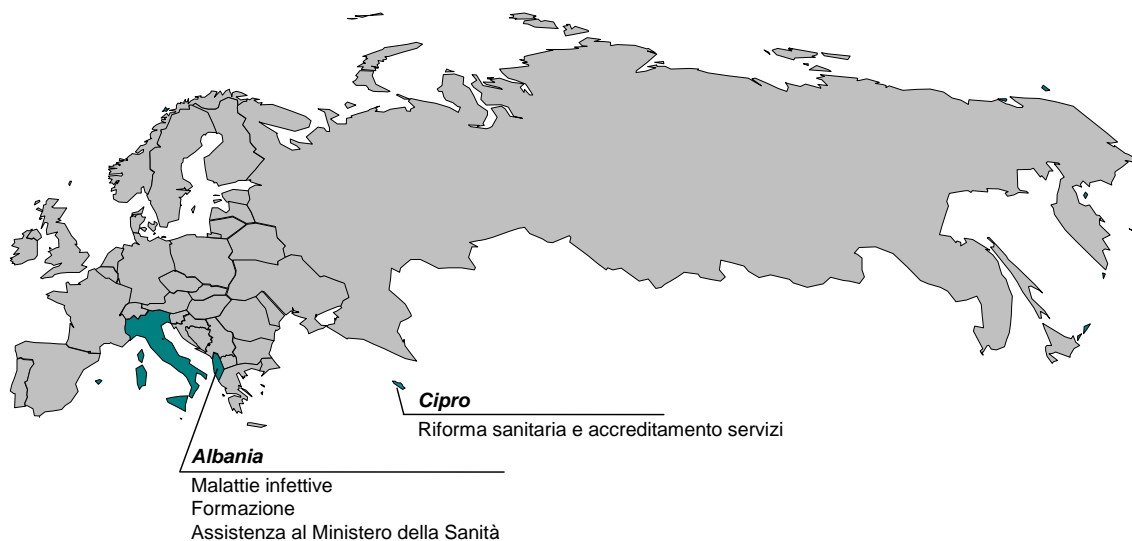 Cipro
Riforma sanitaria e accreditamento servizi
Albania
Malattie infettive
Formazione
Assistenza al Ministero della Sanità